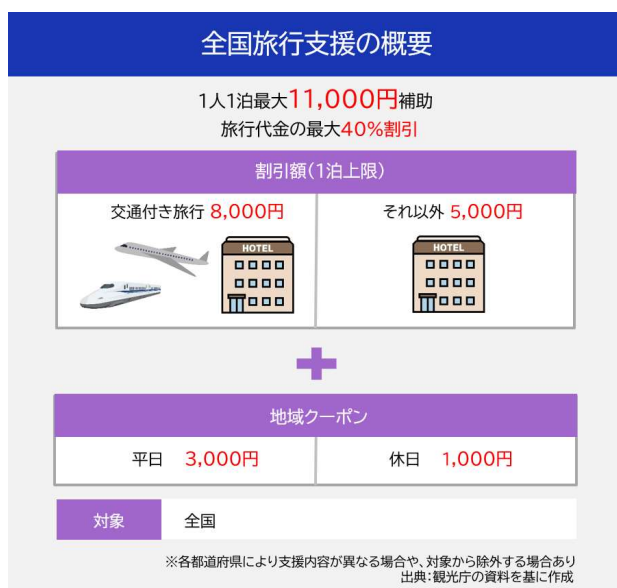 全国旅行支援の概要
1人1泊最大11,000円補助
旅行代金の最大40%割引
割引額(1泊上限)
交通付き旅行 8,000円
それ以外 5,000円
HOTEL
HOTEL
地域クーポン
平日 3,000円
休日 1,000円
対象 全国
※各都道府県により支援内容が異なる場合や、対象から除外する場合あり
出典:観光庁の資料を基に作成